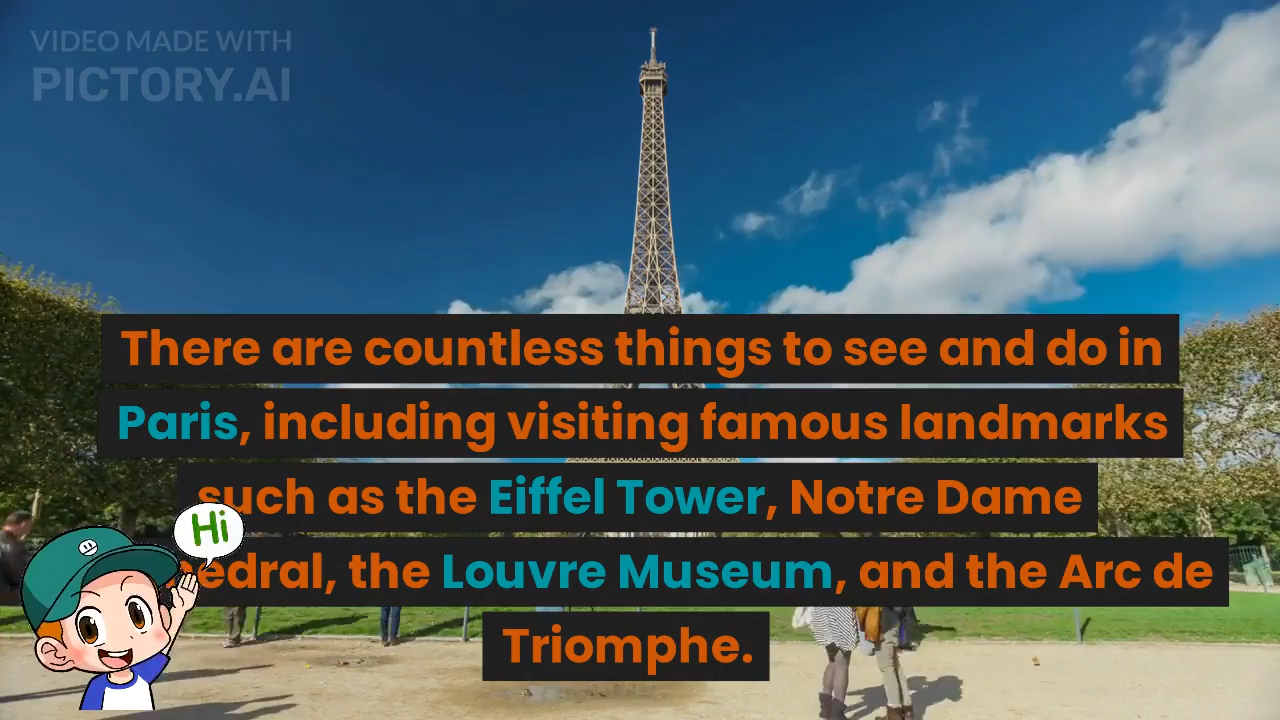 VIDEO MADE WITH
PICTORY.AI
There are countless things to see and do in
Paris, including visiting famous landmarks
such as the Eiffel Tower, Notre Dame
Hi
the Louvre Museum, and the Arc de
Triomphe.